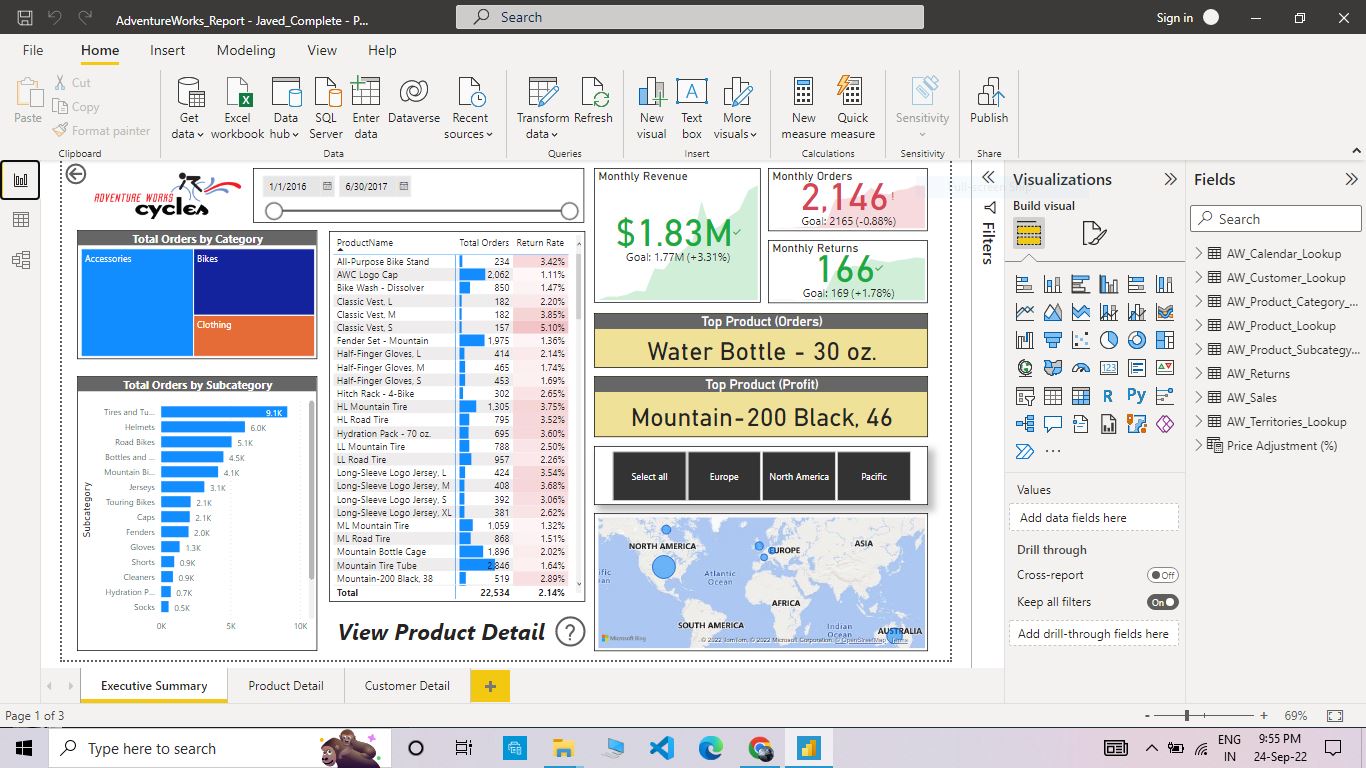 AdventureWorks_Report - Javed_Complete - P...
Search
Sign in
File Home Insert Modeling View Help
Paste
Cut
Copy
Format painter
Clipboard
Get data
Excel workbook
Data hub
SQL Server
Enter data
Dataverse
Recent sources
Data
Transform data
Refresh
Queries
New visual
Text box
More visuals
Insert
New measure
Quick measure
Calculations
Sensitivity
Sensitivity
Publish
Share
ADVENTURE WORKS
cycles
1/1/2016 6/30/2017
Total Orders by Category
Accessories
Bikes
Clothing
Total Orders by Subcategory
Subcategory
Tires and Tu... 9.1K
Helmets 6.0K
Road Bikes 5.1K
Bottles and ... 4.5K
Mountain Bi... 4.1K
Jerseys 3.1K
Touring Bikes 2.1K
Caps 2.1K
Fenders 2.0K
Gloves 1.3K
Shorts 0.9K
Cleaners 0.9K
Hydration P... 0.7K
Socks 0.5K
0K 5K 10K
ProductName Total Orders Return Rate
All-Purpose Bike Stand 234 3.42%
AWC Logo Cap 2,062 1.11%
Bike Wash - Dissolver 850 1.47%
Classic Vest, L 182 2.20%
Classic Vest, M 182 3.85%
Classic Vest, S 157 5.10%
Fender Set - Mountain 1,975 1.36%
Half-Finger Gloves, L 414 2.14%
Half-Finger Gloves, M 465 1.74%
Half-Finger Gloves, S 453 1.69%
Hitch Rack - 4-Bike 302 2.65%
HL Mountain Tire 1,305 3.75%
HL Road Tire 795 3.52%
Hydration Pack - 70 oz. 695 3.60%
LL Mountain Tire 788 2.50%
LL Road Tire 957 2.26%
Long-Sleeve Logo Jersey, L 424 3.54%
Long-Sleeve Logo Jersey, M 408 3.68%
Long-Sleeve Logo Jersey, S 392 3.06%
Long-Sleeve Logo Jersey, XL 381 2.62%
ML Mountain Tire 1,059 1.32%
ML Road Tire 868 1.51%
Mountain Bottle Cage 1,896 2.02%
Mountain Tire Tube 2,846 1.64%
Mountain-200 Black, 38 519 2.89%
Total 22,534 2.14%
View Product Detail ?
Monthly Revenue
$1.83M
Goal: 1.77M (+3.31%)
Monthly Orders
2,146!
Goal: 2165 (-0.88%)
Monthly Returns
166
Goal: 169 (+1.78%)
Top Product (Orders)
Water Bottle - 30 oz.
Top Product (Profit)
Mountain-200 Black, 46
Select all Europe North America Pacific
NORTH AMERICA
EUROPE
ASIA
Atlantic
Ocean
AFRICA
SOUTH AMERICA
Indian
Ocean
AUSTRALIA
Microsoft Bing
© 2022 TomTom, © 2022 Microsoft Corporation, © OpenStreetMap Terms
Filters
Visualizations
Build visual
Values
Add data fields here
Drill through
Cross-report Off
Keep all filters On
Add drill-through fields here
Fields
Search
AW_Calendar_Lookup
AW_Customer_Lookup
AW_Product_Category_...
AW_Product_Lookup
AW_Product_Subcategy...
AW_Returns
AW_Sales
AW_Territories_Lookup
Price Adjustment (%)
Executive Summary Product Detail Customer Detail
Page 1 of 3
- + 69%
Type here to search
ENG
IN
9:55 PM
24-Sep-22